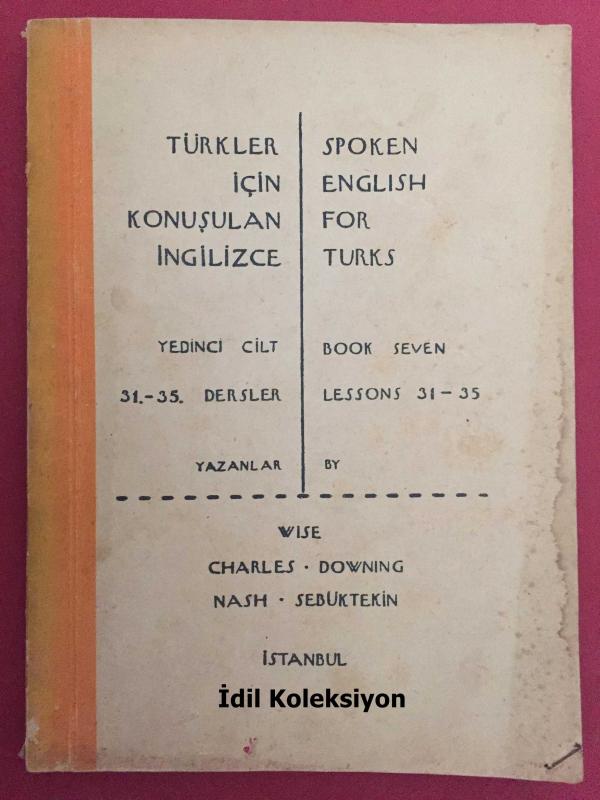 TÜRKLER
İÇİN
KONUŞULAN
İNGİLİZCE
SPOKEN
ENGLISH
FOR
TURKS
YEDİNCİ CİLT
31.-35. DERSLER
BOOK SEVEN
LESSONS 31-35
YAZANLAR
BY
WISE
CHARLES · DOWNING
NASH · SEBÜKTEKİN
İSTANBUL
İdil Koleksiyon